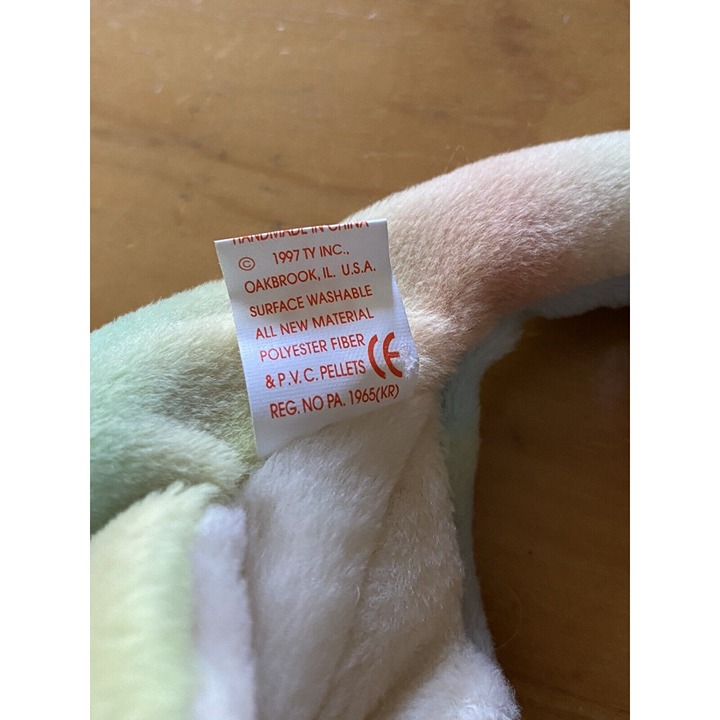 HANDMADE IN CHINA
© 1997 TY INC.,
OAKBROOK, IL. U.S.A.
SURFACE WASHABLE
ALL NEW MATERIAL
POLYESTER FIBER
& P.V.C. PELLETS CE
REG. NO PA. 1965(KR)